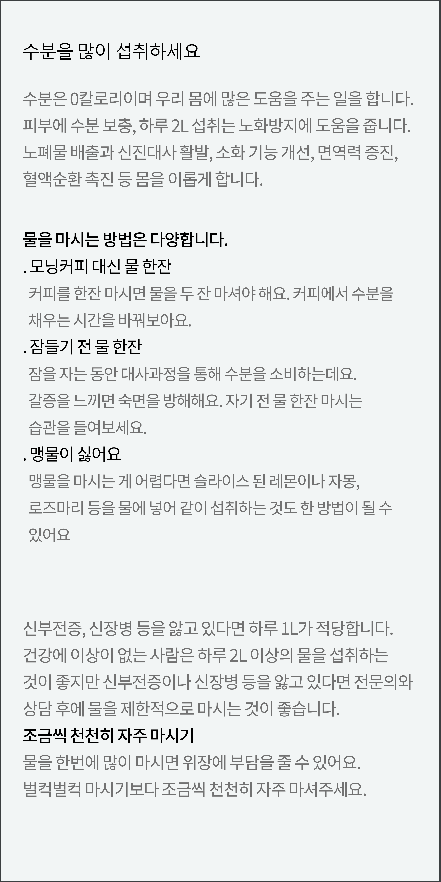 수분을 많이 섭취하세요
수분은 0칼로리이며 우리 몸에 많은 도움을 주는 일을 합니다.
피부에 수분 보충, 하루 2L 섭취는 노화방지에 도움을 줍니다.
노폐물 배출과 신진대사 활발, 소화 기능 개선, 면역력 증진,
혈액순환 촉진 등 몸을 이롭게 합니다.
물을 마시는 방법은 다양합니다.
. 모닝커피 대신 물 한잔
커피를 한잔 마시면 물을 두 잔 마셔야 해요. 커피에서 수분을
채우는 시간을 바꿔보아요.
. 잠들기 전 물 한잔
잠을 자는 동안 대사과정을 통해 수분을 소비하는데요.
갈증을 느끼면 숙면을 방해해요. 자기 전 물 한잔 마시는
습관을 들여보세요.
. 맹물이 싫어요
맹물을 마시는 게 어렵다면 슬라이스 된 레몬이나 자몽,
로즈마리 등을 물에 넣어 같이 섭취하는 것도 한 방법이 될 수
있어요
신부전증, 신장병 등을 앓고 있다면 하루 1L가 적당합니다.
건강에 이상이 없는 사람은 하루 2L 이상의 물을 섭취하는
것이 좋지만 신부전증이나 신장병 등을 앓고 있다면 전문의와
상담 후에 물을 제한적으로 마시는 것이 좋습니다.
조금씩 천천히 자주 마시기
물을 한번에 많이 마시면 위장에 부담을 줄 수 있어요.
벌컥벌컥 마시기보다 조금씩 천천히 자주 마셔주세요.